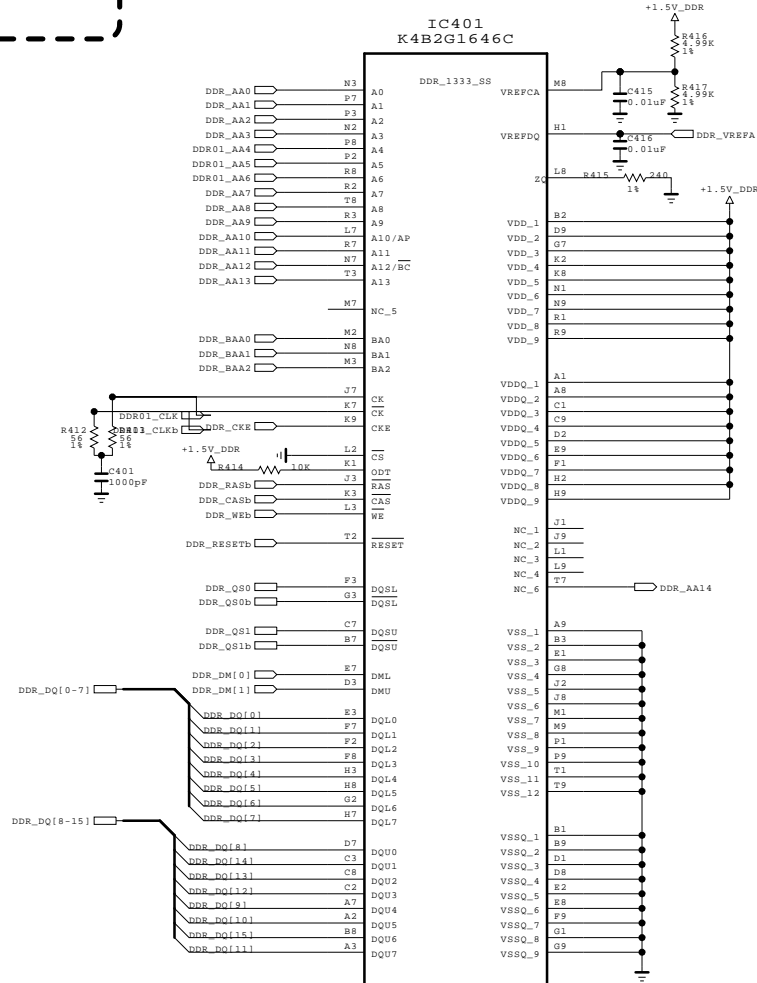 IC401
K4B2G1646C
DDR_1333_SS
+1.5V_DDR
R416
4.99K
1%
R417
4.99K
1%
C415
0.01uF
C416
0.01uF
DDR_VREFA
R415 240
1%
+1.5V_DDR
DDR_AA0 N3 A0
DDR_AA1 P7 A1
DDR_AA2 P3 A2
DDR_AA3 N2 A3
DDR01_AA4 P8 A4
DDR01_AA5 P2 A5
DDR01_AA6 R8 A6
DDR_AA7 R2 A7
DDR_AA8 T8 A8
DDR_AA9 R3 A9
DDR_AA10 L7 A10/AP
DDR_AA11 R7 A11
DDR_AA12 N7 A12/BC
DDR_AA13 T3 A13
M7 NC_5
DDR_BAA0 M2 BA0
DDR_BAA1 N8 BA1
DDR_BAA2 M3 BA2
J7 CK
K7 CK
DDR01_CLK
DDR_CKE K9 CKE
R412
56
1%
56
1%
C401
1000pF
+1.5V_DDR
L2 CS
R414 10K K1 ODT
DDR_RASb J3 RAS
DDR_CASb K3 CAS
DDR_WEb L3 WE
DDR_RESETb T2 RESET
DDR_QS0 F3 DQSL
DDR_QS0b G3 DQSL
DDR_QS1 C7 DQSU
DDR_QS1b B7 DQSU
DDR_DM[0] E7 DML
DDR_DM[1] D3 DMU
DDR_DQ[0-7]
DDR_DQ[0] E3 DQL0
DDR_DQ[1] F7 DQL1
DDR_DQ[2] F2 DQL2
DDR_DQ[3] F8 DQL3
DDR_DQ[4] H3 DQL4
DDR_DQ[5] H8 DQL5
DDR_DQ[6] G2 DQL6
DDR_DQ[7] H7 DQL7
DDR_DQ[8-15]
DDR_DQ[8] D7 DQU0
DDR_DQ[14] C3 DQU1
DDR_DQ[13] C8 DQU2
DDR_DQ[12] C2 DQU3
DDR_DQ[9] A7 DQU4
DDR_DQ[10] A2 DQU5
DDR_DQ[15] B8 DQU6
DDR_DQ[11] A3 DQU7
VREFCA M8
VREFDQ H1
ZQ L8
VDD_1 B2
VDD_2 D9
VDD_3 G7
VDD_4 K2
VDD_5 K8
VDD_6 N1
VDD_7 N9
VDD_8 R1
VDD_9 R9
VDDQ_1 A1
VDDQ_2 A8
VDDQ_3 C1
VDDQ_4 C9
VDDQ_5 D2
VDDQ_6 E9
VDDQ_7 F1
VDDQ_8 H2
VDDQ_9 H9
NC_1 J1
NC_2 J9
NC_3 L1
NC_4 L9
NC_6 T7 DDR_AA14
VSS_1 A9
VSS_2 B3
VSS_3 E1
VSS_4 G8
VSS_5 J2
VSS_6 J8
VSS_7 M1
VSS_8 M9
VSS_9 P1
VSS_10 P9
VSS_11 T1
VSS_12 T9
VSSQ_1 B1
VSSQ_2 B9
VSSQ_3 D1
VSSQ_4 D8
VSSQ_5 E2
VSSQ_6 E8
VSSQ_7 F9
VSSQ_8 G1
VSSQ_9 G9